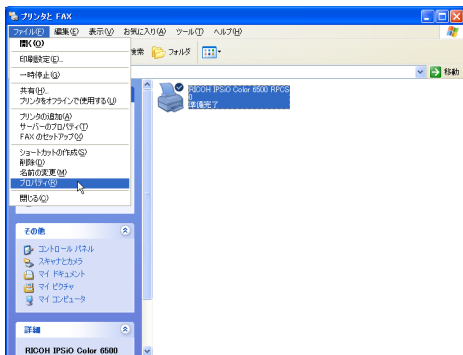 プリンタと FAX
ファイル(F) 編集(E) 表示(V) お気に入り(A) ツール(T) ヘルプ(H)
開く(O)
検索 フォルダ
印刷設定(E)...
一時停止(G)
移動
共有(H)...
プリンタをオフラインで使用する(U)
プリンタの追加(A)
サーバーのプロパティ(T)
FAX のセットアップ(X)
ショートカットの作成(S)
削除(D)
名前の変更(M)
プロパティ(R)
閉じる(C)
RICOH IPSiO Color 6500 RPCS
0
準備完了
その他
コントロール パネル
スキャナとカメラ
マイ ドキュメント
マイ ピクチャ
マイ コンピュータ
詳細
RICOH IPSiO Color 6500